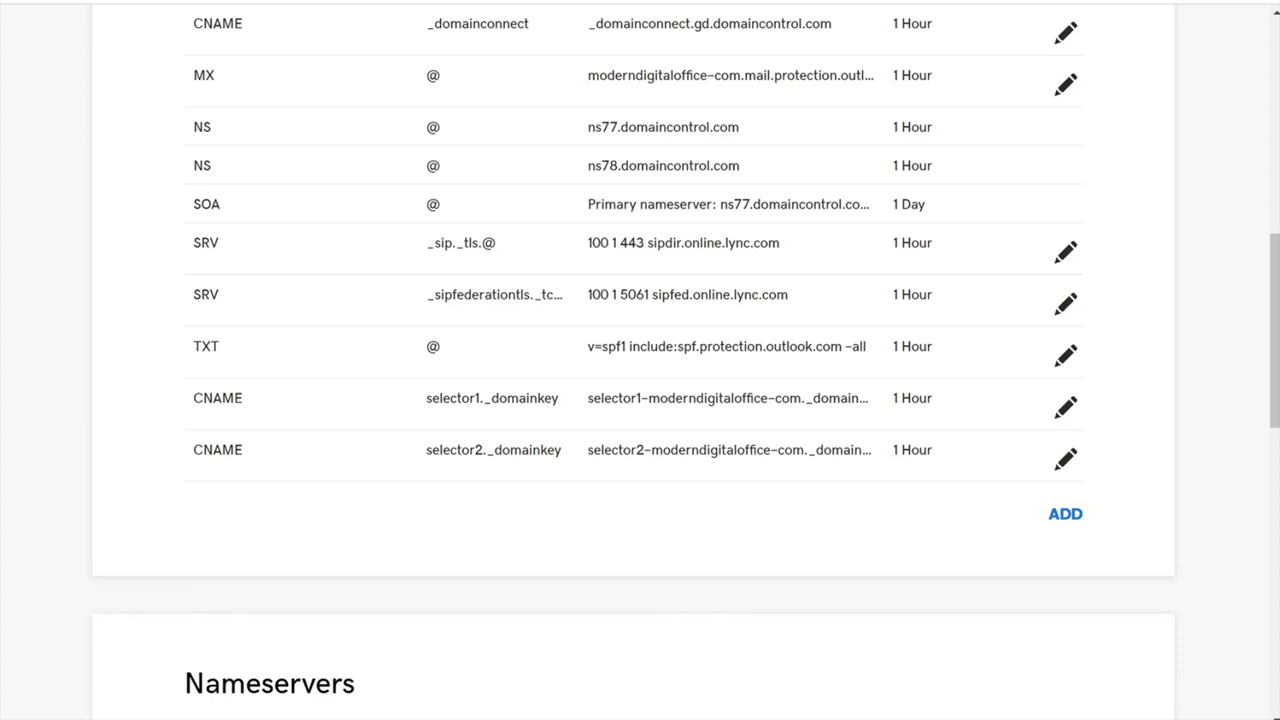 CNAME _domainconnect _domainconnect.gd.domaincontrol.com 1 Hour
MX @ moderndigitaloffice-com.mail.protection.outl... 1 Hour
NS @ ns77.domaincontrol.com 1 Hour
NS @ ns78.domaincontrol.com 1 Hour
SOA @ Primary nameserver: ns77.domaincontrol.co... 1 Day
SRV _sip._tls.@ 100 1 443 sipdir.online.lync.com 1 Hour
SRV _sipfederationtls._tc... 100 1 5061 sipfed.online.lync.com 1 Hour
TXT @ v=spf1 include:spf.protection.outlook.com -all 1 Hour
CNAME selector1._domainkey selector1-moderndigitaloffice-com._domain... 1 Hour
CNAME selector2._domainkey selector2-moderndigitaloffice-com._domain... 1 Hour
ADD
Nameservers